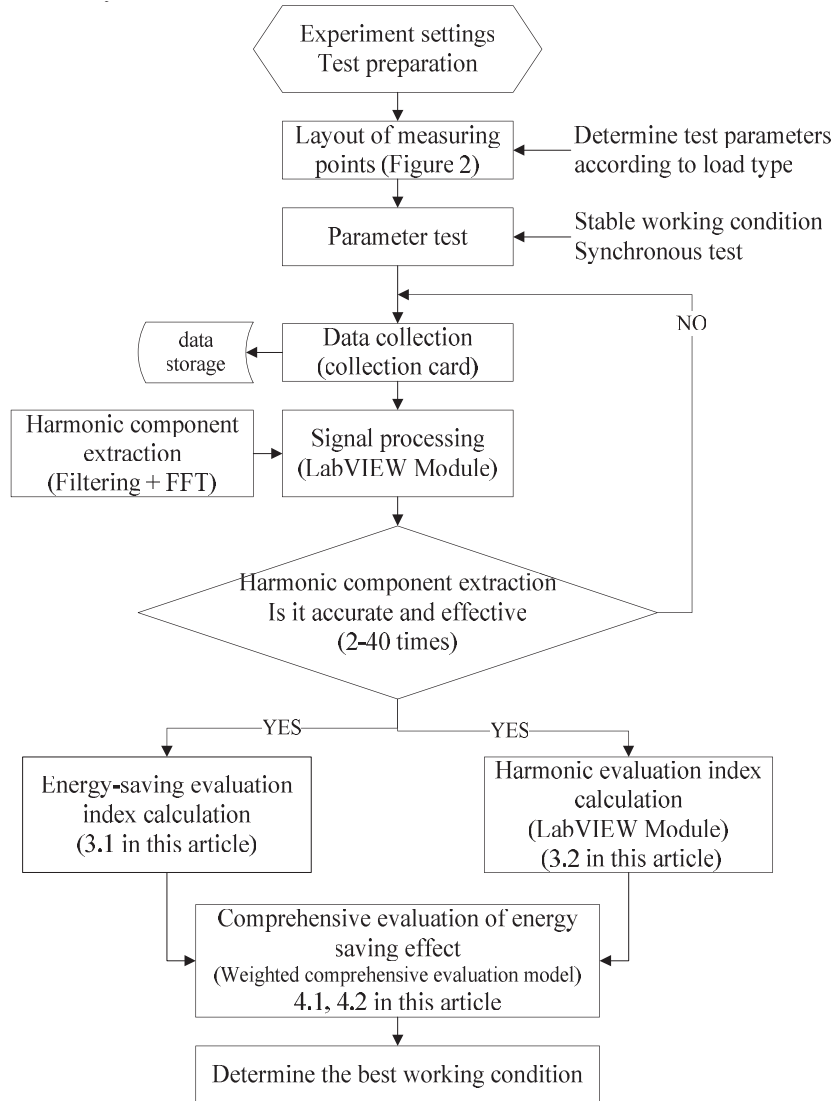 Experiment settings
Test preparation
Layout of measuring
points (Figure 2)
Determine test parameters
according to load type
Parameter test
Stable working condition
Synchronous test
NO
data
storage
Data collection
(collection card)
Harmonic component
extraction
(Filtering + FFT)
Signal processing
(LabVIEW Module)
Harmonic component extraction
Is it accurate and effective
(2-40 times)
YES
YES
Energy-saving evaluation
index calculation
(3.1 in this article)
Harmonic evaluation index
calculation
(LabVIEW Module)
(3.2 in this article)
Comprehensive evaluation of energy
saving effect
(Weighted comprehensive evaluation model)
4.1, 4.2 in this article
Determine the best working condition